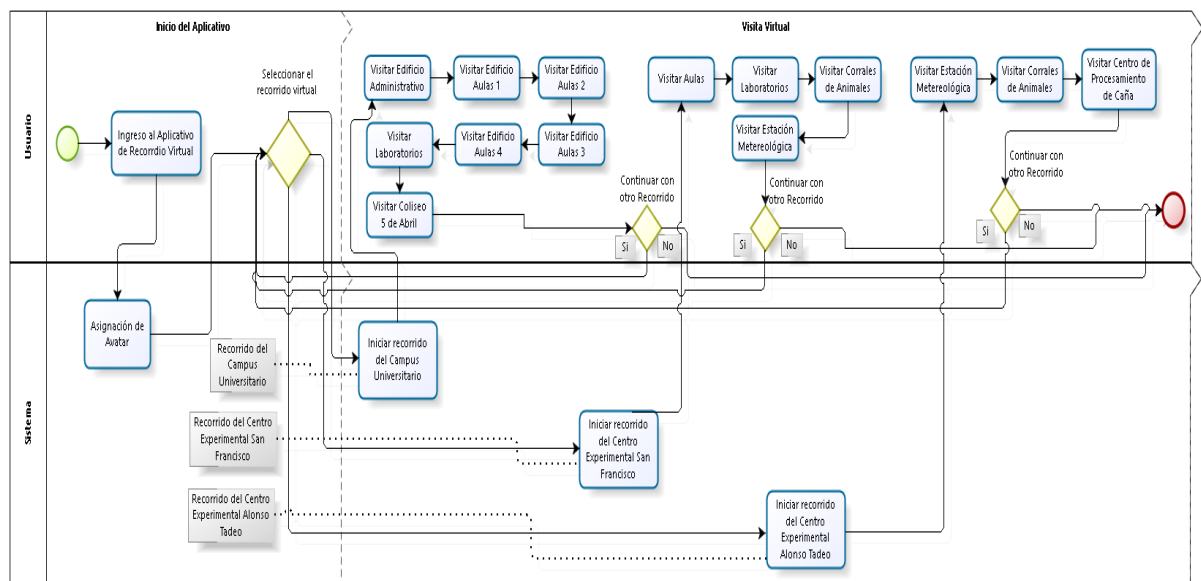 Inicio del Aplicativo
Visita Virtual
Usuario
Sistema
Ingreso al Aplicativo
de Recorrdio Virtual
Seleccionar el
recorrido virtual
Visitar Edificio
Administrativo
Visitar Edificio
Aulas 1
Visitar Edificio
Aulas 2
Visitar
Laboratorios
Visitar Edificio
Aulas 4
Visitar Edificio
Aulas 3
Visitar Coliseo
5 de Abril
Continuar con
otro Recorrido
Si
No
Visitar Aulas
Visitar
Laboratorios
Visitar Corrales
de Animales
Visitar Estación
Metereológica
Continuar con
otro Recorrido
Si
No
Visitar Estación
Metereológica
Visitar Corrales
de Animales
Visitar Centro de
Procesamiento
de Caña
Continuar con
otro Recorrido
Si
No
Asignación de
Avatar
Recorrido del
Campus
Universitario
Iniciar recorrido
del Campus
Universitario
Recorrido del Centro
Experimental San
Francisco
Iniciar recorrido
del Centro
Experimental San
Francisco
Recorrido del Centro
Experimental Alonso
Tadeo
Iniciar recorrido
del Centro
Experimental
Alonso Tadeo